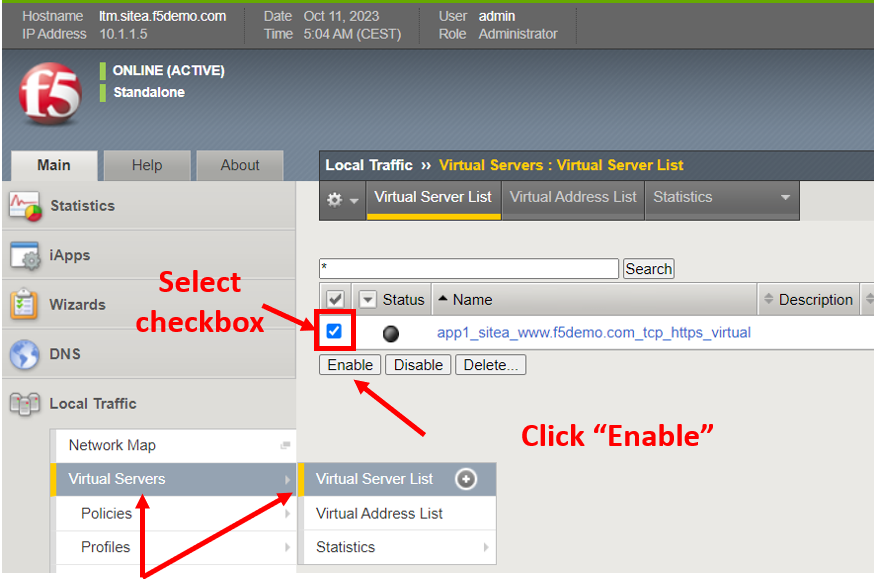 Hostname ltm.sitea.f5demo.com Date Oct 11, 2023 User admin
IP Address 10.1.1.5 Time 5:04 AM (CEST) Role Administrator
f5
ONLINE (ACTIVE)
Standalone
Main Help About
Local Traffic ›› Virtual Servers : Virtual Server List
Virtual Server List Virtual Address List Statistics
Statistics
iApps
Wizards
DNS
Local Traffic
Network Map
Virtual Servers
Policies
Profiles
* Search
Status Name Description
app1_sitea_www.f5demo.com_tcp_https_virtual
Enable Disable Delete...
Select
checkbox
Click “Enable”
Virtual Server List
Virtual Address List
Statistics